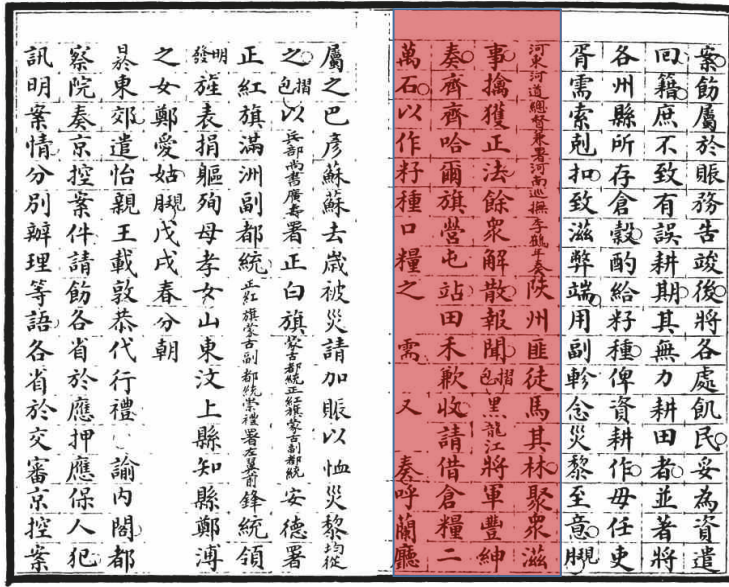 案飭屬於賑務告竣後將各處飢民妥為資遣
回籍庶不致有誤耕期其無力耕田者並著將
各州縣所存倉穀酌給籽種俾資耕作毋任吏
胥需索剋扣致滋弊端用副軫念災黎至意現月
河東河道總督兼署河南巡撫李鶴年奏陝州匪徒馬其林聚衆滋
事擒獲正法餘衆解散報聞摺包黑龍江將軍豐紳
奏齊齊哈爾旗營屯站田禾歉收請借倉糧二
萬石以作籽種口糧之需又奏呼蘭廳
屬之巴彥蘇蘇去歲被災請加賑以恤災黎均從
之摺包以兵部尚書廣壽署正白旗蒙古都統正紅旗蒙古副都統安德署
正紅旗滿洲副都統正紅旗蒙古副都統崇禮署左翼前鋒統領
明發旌表捐軀殉母孝女山東汶上縣知縣鄭溥
之女鄭愛姑現月戊戌春分朝
日於東郊遣怡親王載敦恭代行禮諭內閣都
察院奏京控案件請飭各省於應押應保人犯
訊明案情分別辦理等語各省於交審京控案